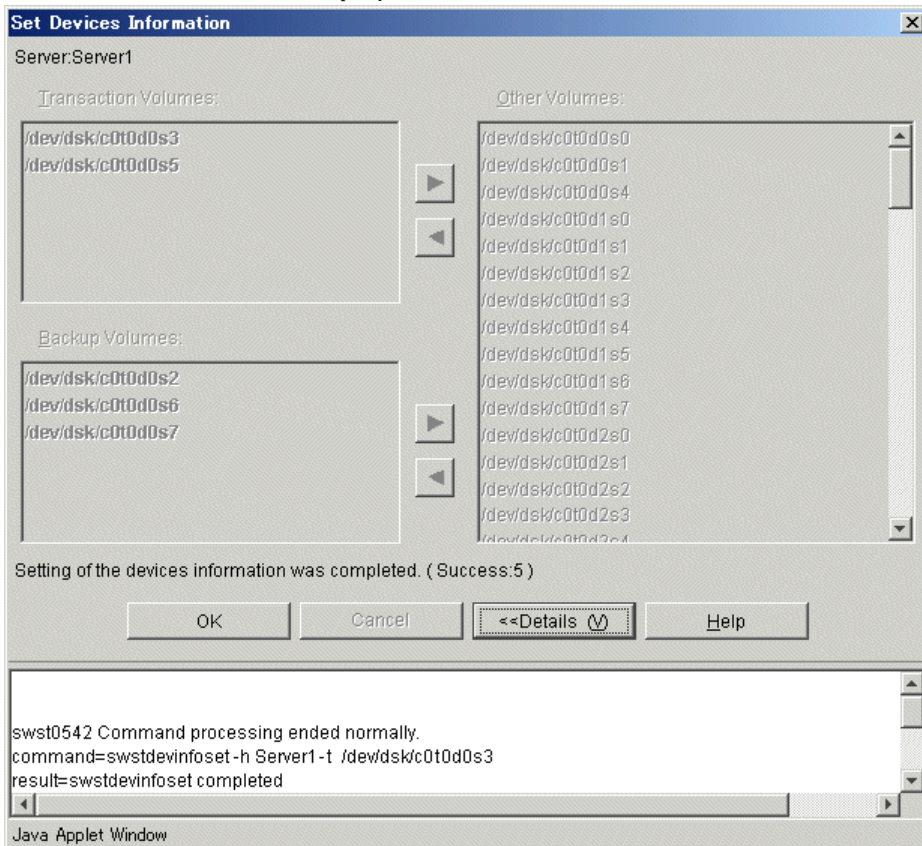 Set Devices Information
Server:Server1
Transaction Volumes:
/dev/dsk/c0t0d0s3
/dev/dsk/c0t0d0s5
Backup Volumes:
/dev/dsk/c0t0d0s2
/dev/dsk/c0t0d0s6
/dev/dsk/c0t0d0s7
Other Volumes:
/dev/dsk/c0t0d0s0
/dev/dsk/c0t0d0s1
/dev/dsk/c0t0d0s4
/dev/dsk/c0t0d1s0
/dev/dsk/c0t0d1s1
/dev/dsk/c0t0d1s2
/dev/dsk/c0t0d1s3
/dev/dsk/c0t0d1s4
/dev/dsk/c0t0d1s5
/dev/dsk/c0t0d1s6
/dev/dsk/c0t0d1s7
/dev/dsk/c0t0d2s0
/dev/dsk/c0t0d2s1
/dev/dsk/c0t0d2s2
/dev/dsk/c0t0d2s3
/dev/dsk/c0t0d2s4
Setting of the devices information was completed. ( Success:5 )
OK
Cancel
<<Details (V)
Help
swst0542 Command processing ended normally.
command=swstdevinfoset -h Server1 -t /dev/dsk/c0t0d0s3
result=swstdevinfoset completed
Java Applet Window